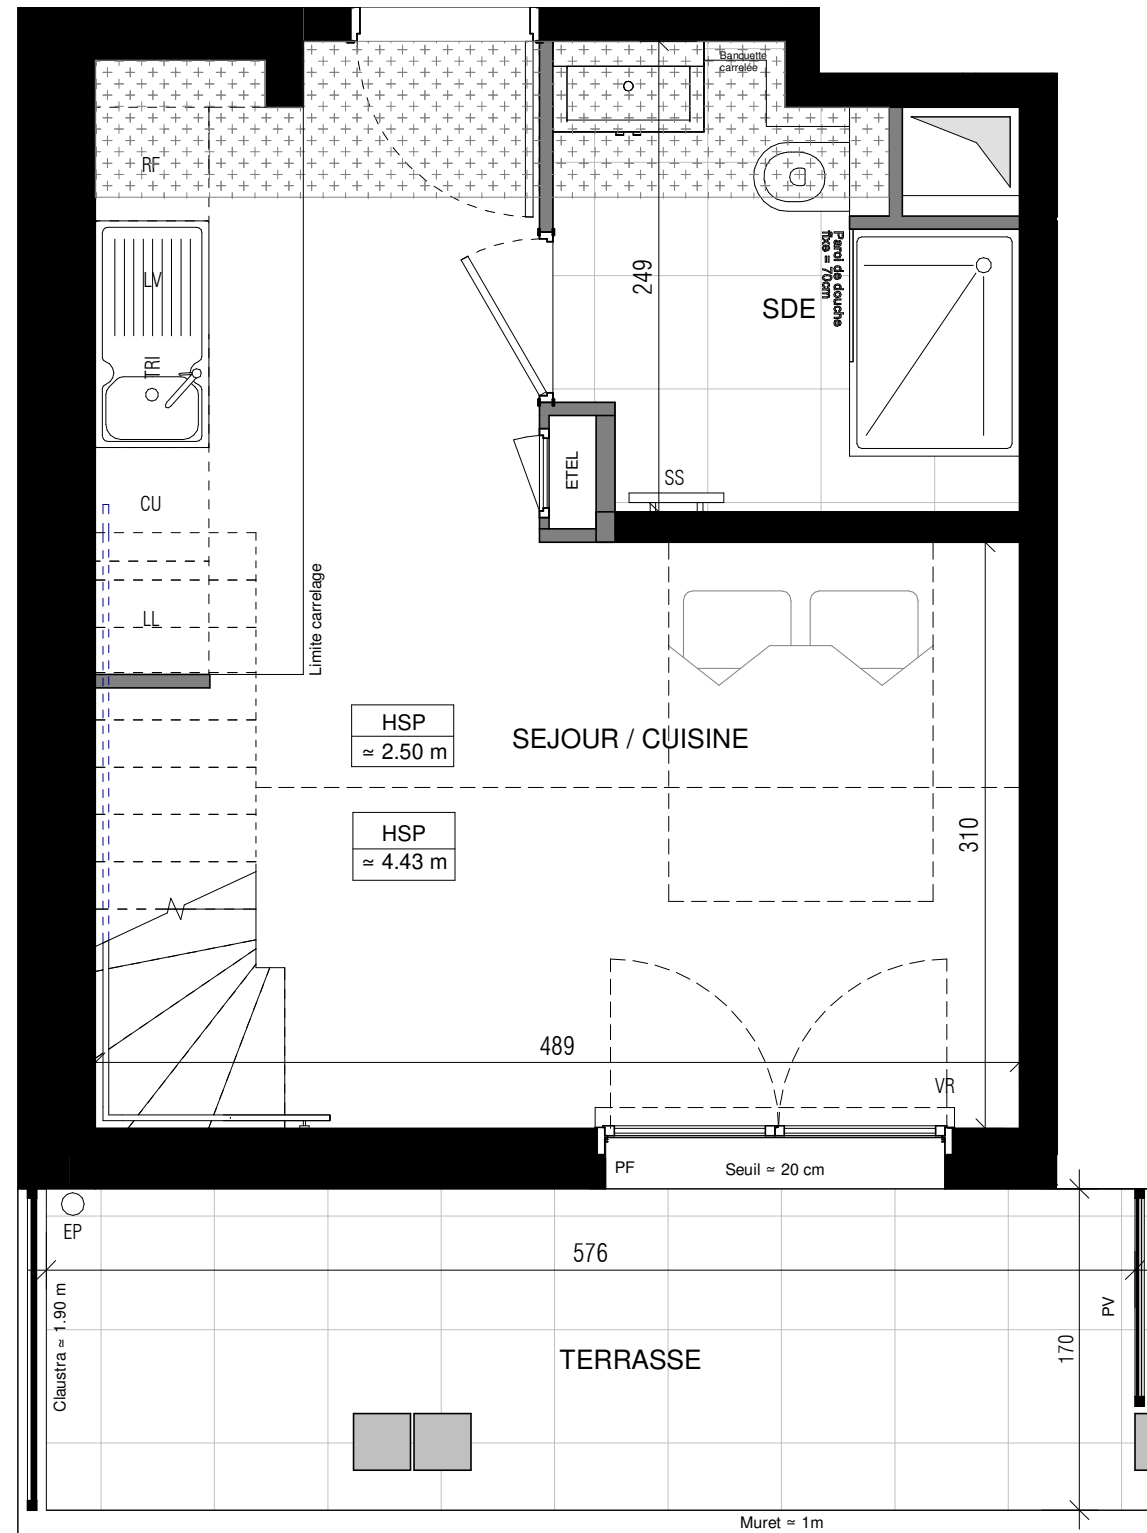 Banquette
carrelée
RF
LV
TRI
249
SDE
Paroi de douche
fixe = 70cm
CU
ETEL
SS
LL
Limite carrelage
HSP
≃ 2.50 m
SEJOUR / CUISINE
HSP
≃ 4.43 m
310
489
VR
PF
Seuil ≃ 20 cm
EP
576
Claustra ≃ 1.90 m
PV
170
TERRASSE
Muret ≃ 1m